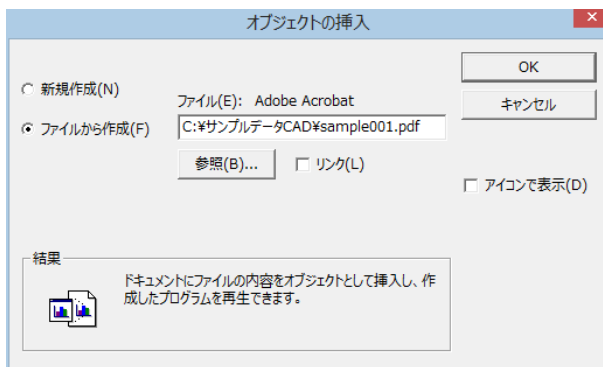 オブジェクトの挿入
新規作成(N)
ファイルから作成(F)
ファイル(E): Adobe Acrobat
C:¥サンプルデータCAD¥sample001.pdf
参照(B)...
リンク(L)
OK
キャンセル
アイコンで表示(D)
結果
ドキュメントにファイルの内容をオブジェクトとして挿入し、作
成したプログラムを再生できます。